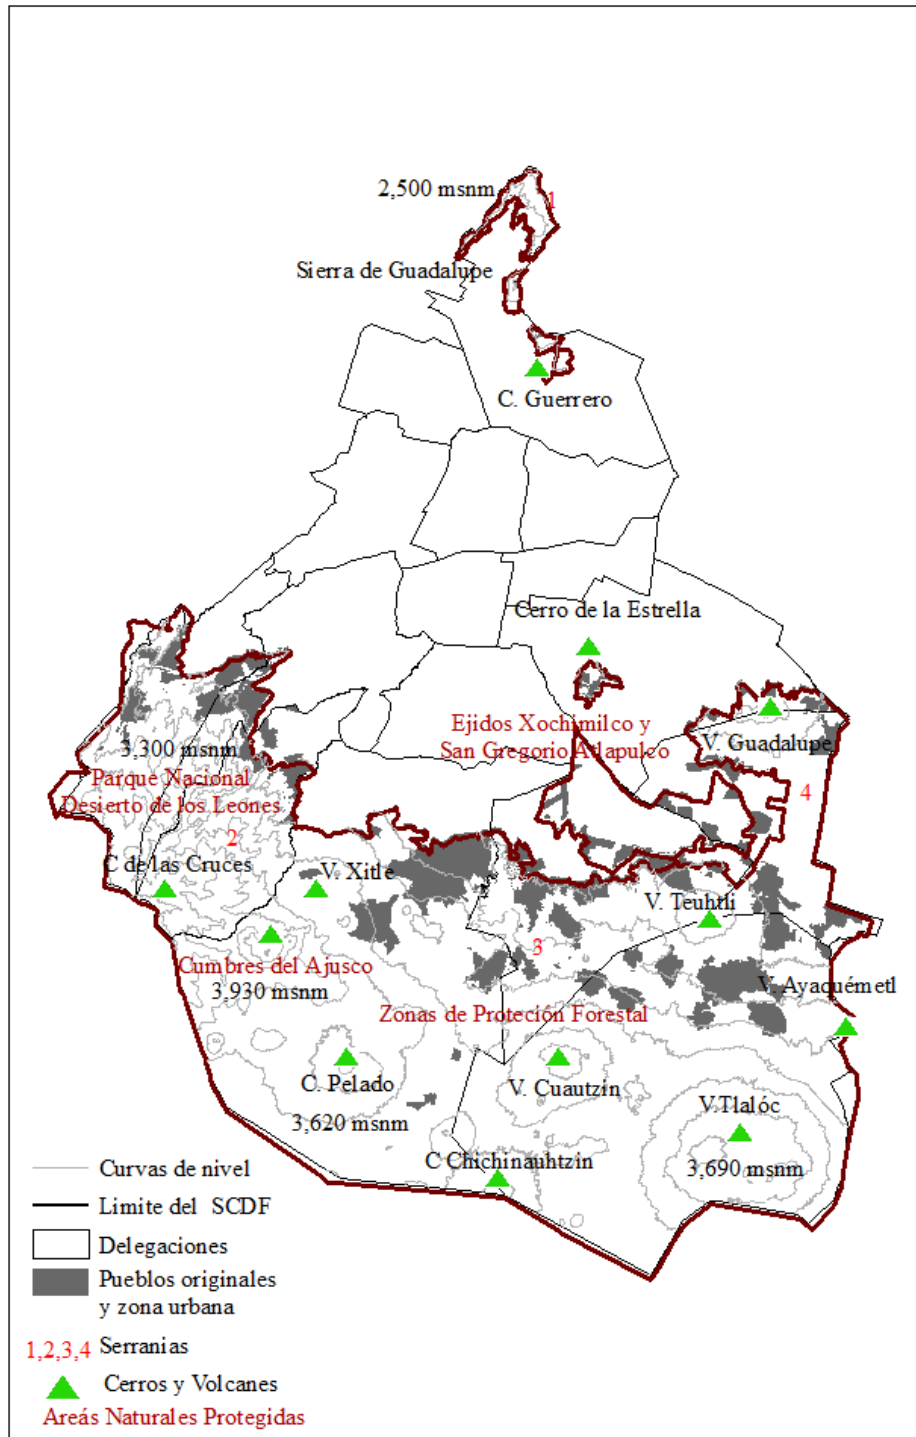 2,500 msnm
1
Sierra de Guadalupe
C. Guerrero
Cerro de la Estrella
Ejidos Xochimilco y
San Gregorio Atlapulco
V. Guadalupe
3,300 msnm
Parque Nacional
Desierto de los Leones
4
2
C de las Cruces
V. Xitle
V. Teuhtli
3
Cumbres del Ajusco
3,930 msnm
V. Ayaquémetl
Zonas de Proteción Forestal
C. Pelado
V. Cuautzín
3,620 msnm
V.Tlalóc
C Chichinauhtzin
3,690 msnm
Curvas de nivel
Limite del SCDF
Delegaciones
Pueblos originales
y zona urbana
1,2,3,4 Serranias
Cerros y Volcanes
Areás Naturales Protegidas